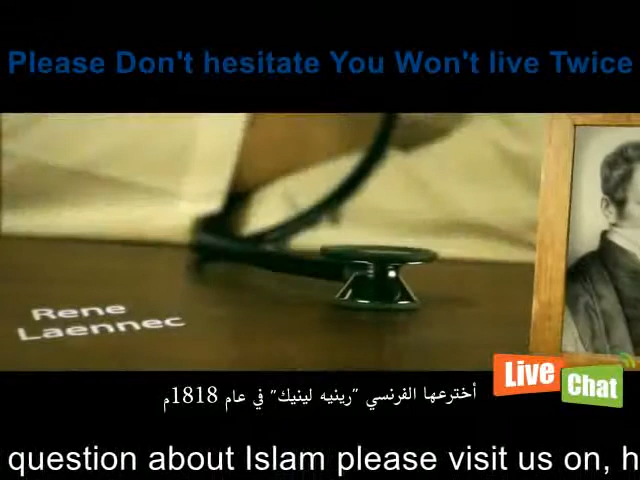 Please Don't hesitate You Won't live Twice
Rene
Laennec
Live
Chat
أخترعها الفرنسي "رينيه لينيك" في عام 1818م
question about Islam please visit us on, h